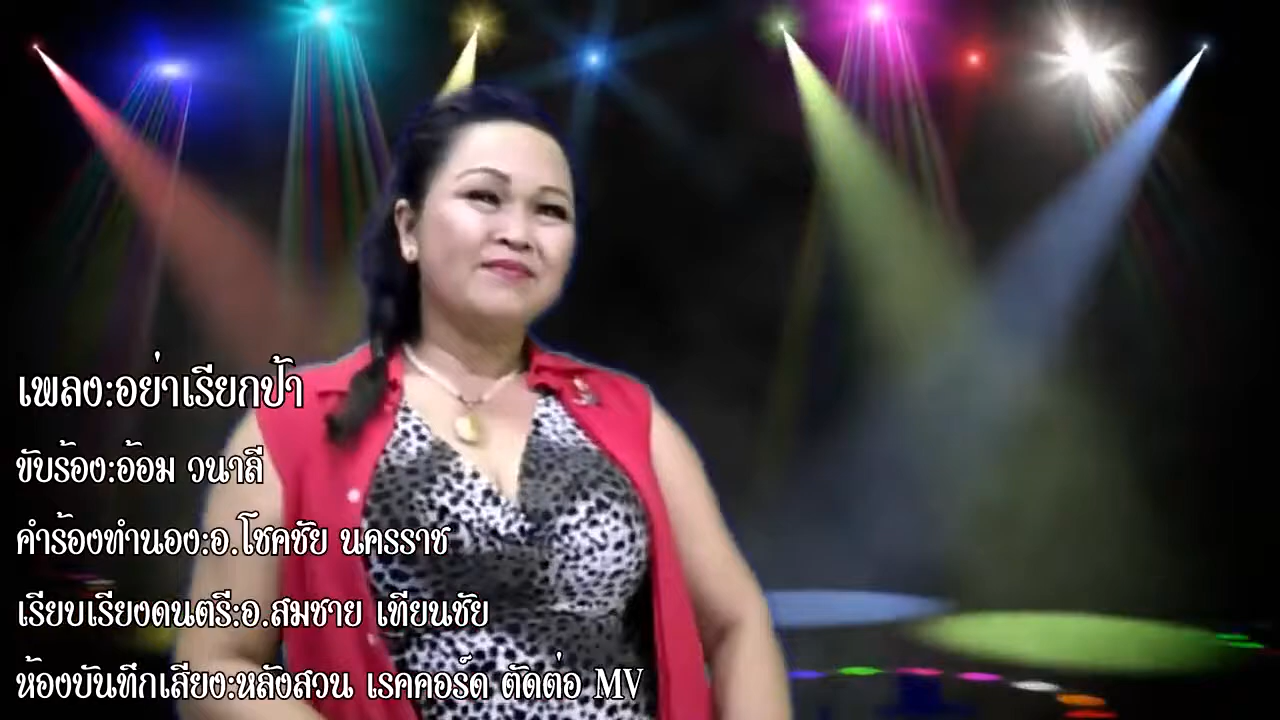 เพลง:อย่าเรียกป้า
ขับร้อง:อ้อม วนาลี
คำร้องทำนอง:อ.โชคชัย นครราช
เรียบเรียงดนตรี:อ.สมชาย เทียนชัย
ห้องบันทึกเสียง:หลังสวน เรคคอร์ด ตัดต่อ MV